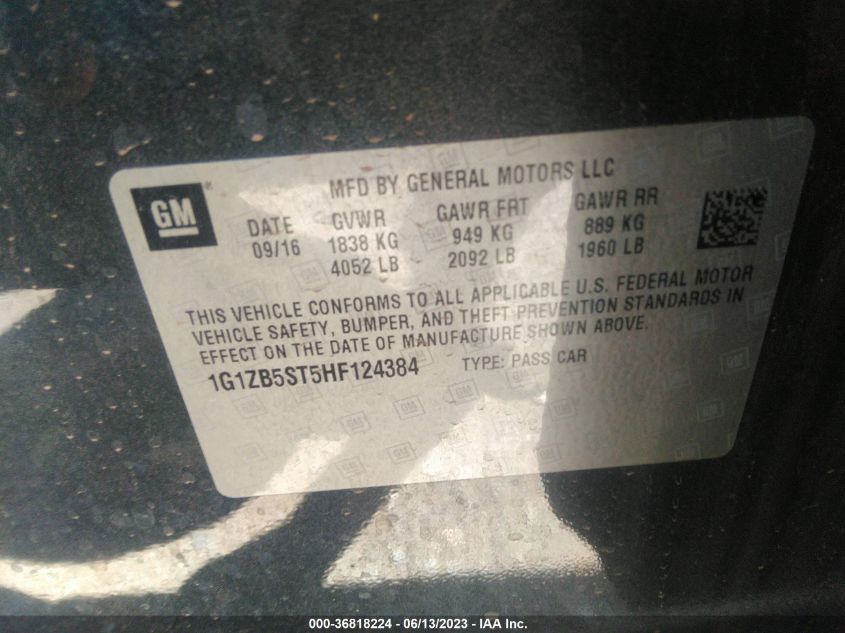 GM
MFD BY GENERAL MOTORS LLC
DATE GVWR GAWR FRT GAWR RR
09/16 1838 KG 949 KG 889 KG
4052 LB 2092 LB 1960 LB
THIS VEHICLE CONFORMS TO ALL APPLICABLE U.S. FEDERAL MOTOR
VEHICLE SAFETY, BUMPER, AND THEFT PREVENTION STANDARDS IN
EFFECT ON THE DATE OF MANUFACTURE SHOWN ABOVE.
1G1ZB5ST5HF124384 TYPE: PASS CAR
000-36818224 - 06/13/2023 - © IAA, Inc.